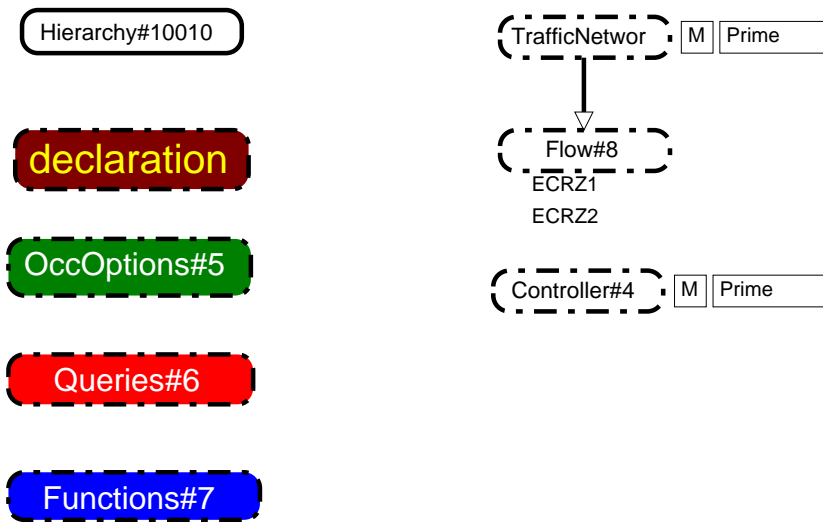 Hierarchy#10010
declaration
OccOptions#5
Queries#6
Functions#7
TrafficNetwor
M
Prime
Flow#8
ECRZ1
ECRZ2
Controller#4
M
Prime